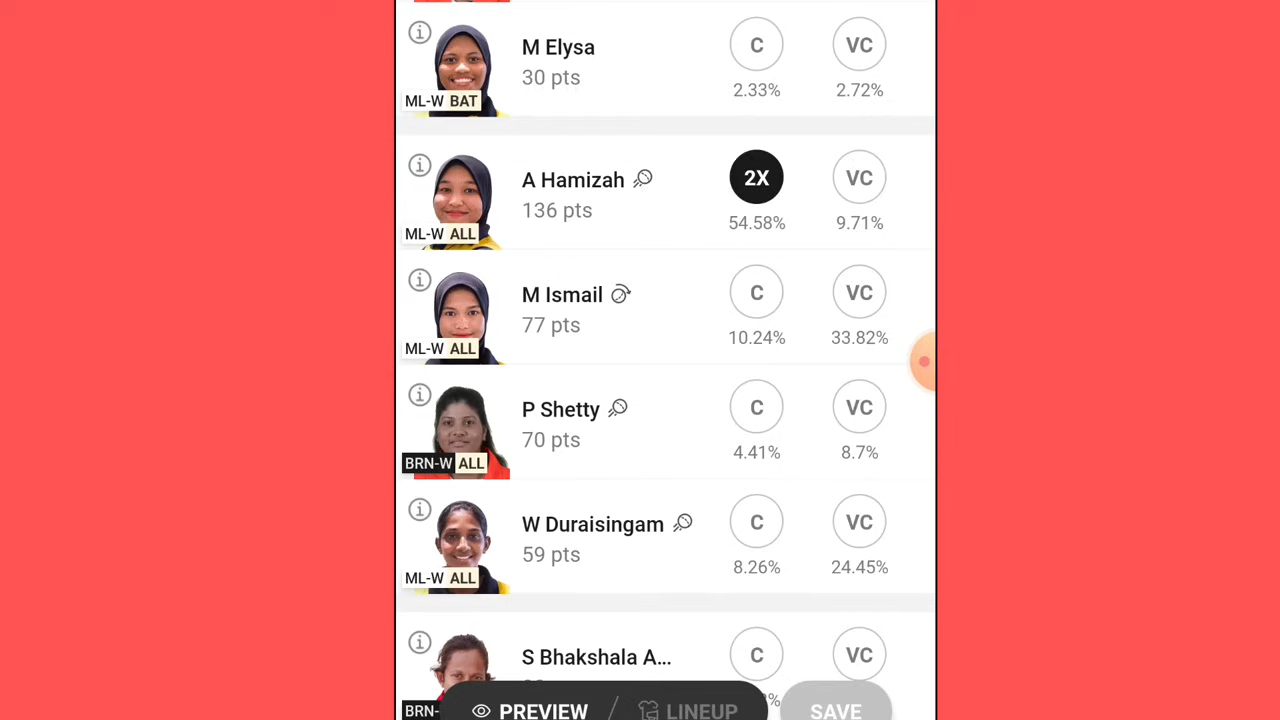 M Elysa
30 pts
ML-W BAT
C
VC
2.33%
2.72%
A Hamizah
136 pts
ML-W ALL
2X
VC
54.58%
9.71%
M Ismail
77 pts
ML-W ALL
C
VC
10.24%
33.82%
P Shetty
70 pts
BRN-W ALL
C
VC
4.41%
8.7%
W Duraisingam
59 pts
ML-W ALL
C
VC
8.26%
24.45%
S Bhakshala A...
BRN-
C
VC
PREVIEW / LINEUP
SAVE